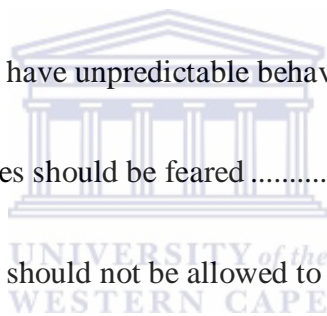 have unpredictable behav
es should be feared ..........
UNIVERSITY of the
should not be allowed to
WESTERN CAPE